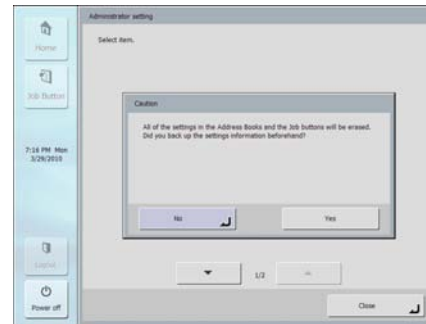 Administrator setting
Select item.
Home
Job Button
7:16 PM Mon
3/29/2010
Logout
Power off
Caution
All of the settings in the Address Books and the Job buttons will be erased.
Did you back up the settings information beforehand?
No
Yes
1/2
Close